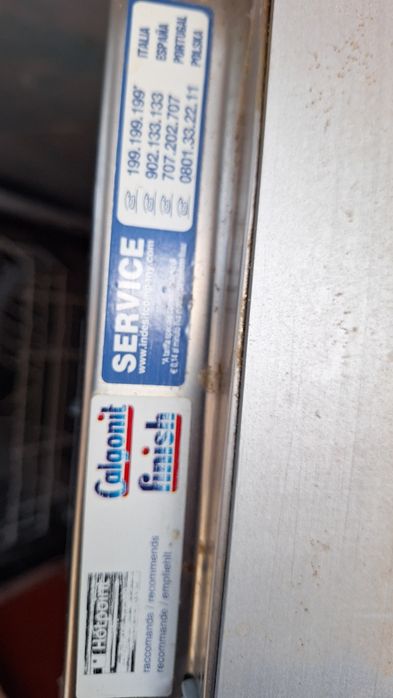 SERVICE
www.indesitcompany.com
199.199.199* ITALIA
902.133.133 ESPAÑA
707.202.707 PORTUGAL
0801.33.22.11 POLSKA
Calgonit
finish
Hotpoint
raccomanda / recommends
recommande / empfiehlt